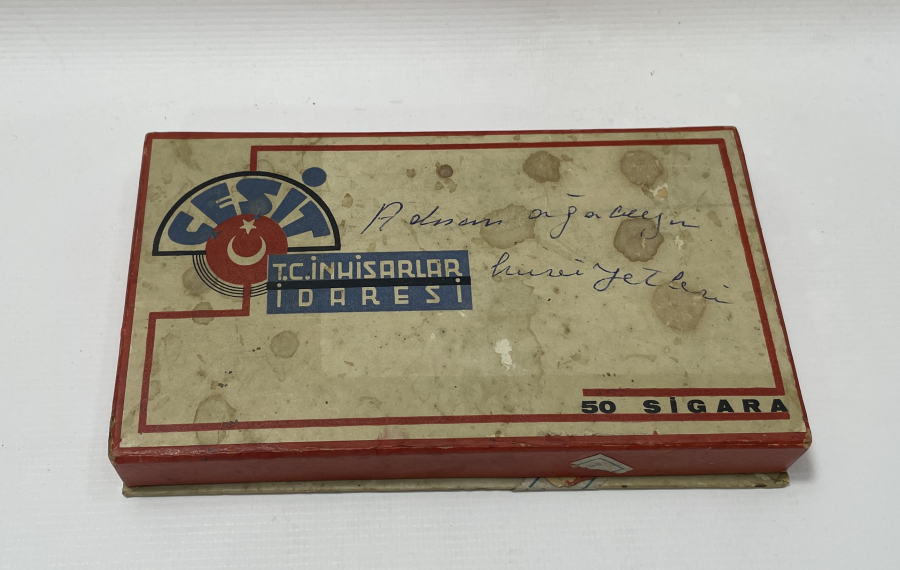 ÇEŞİT
T.C.İNHİSARLAR
İDARESİ
Adnan ağabeyin
hüviyetleri
50 SİGARA